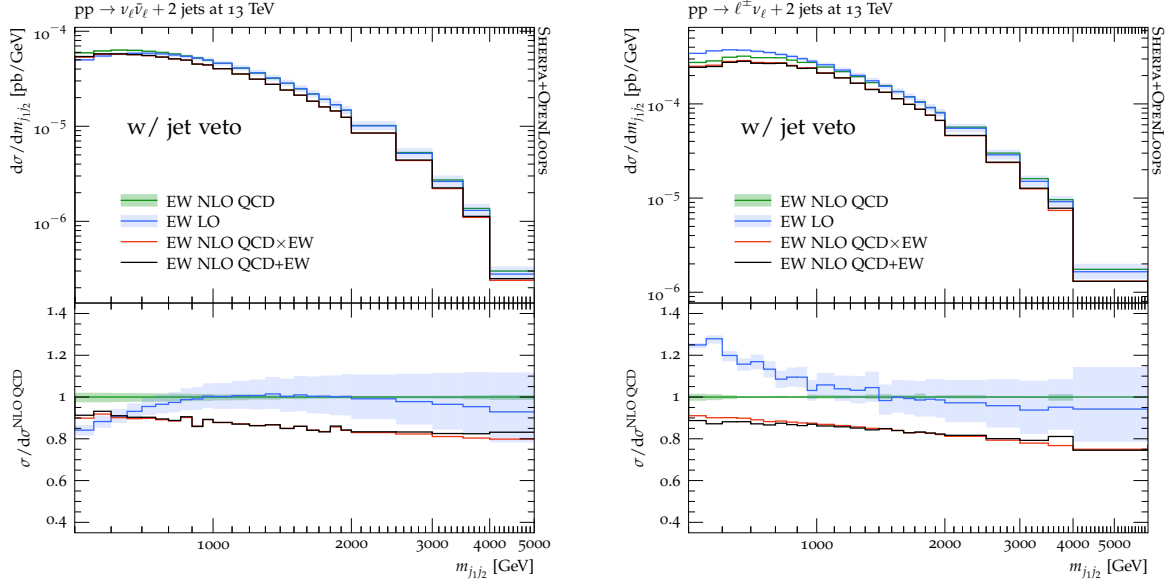 pp → ν_ℓ ν̄_ℓ + 2 jets at 13 TeV
10⁻⁴
10⁻⁵
10⁻⁶
dσ/dm_{j₁j₂} [pb/GeV]
w/ jet veto
EW NLO QCD
EW LO
EW NLO QCD×EW
EW NLO QCD+EW
SHERPA+OPENLOOPS
1.4
1.2
1
0.8
0.6
0.4
σ/dσ^{NLO QCD}
1000 2000 3000 4000 5000
m_{j₁j₂} [GeV]
pp → ℓ^± ν_ℓ + 2 jets at 13 TeV
10⁻⁴
10⁻⁵
10⁻⁶
dσ/dm_{j₁j₂} [pb/GeV]
w/ jet veto
EW NLO QCD
EW LO
EW NLO QCD×EW
EW NLO QCD+EW
SHERPA+OPENLOOPS
1.4
1.2
1
0.8
0.6
0.4
σ/dσ^{NLO QCD}
1000 2000 3000 4000 5000
m_{j₁j₂} [GeV]